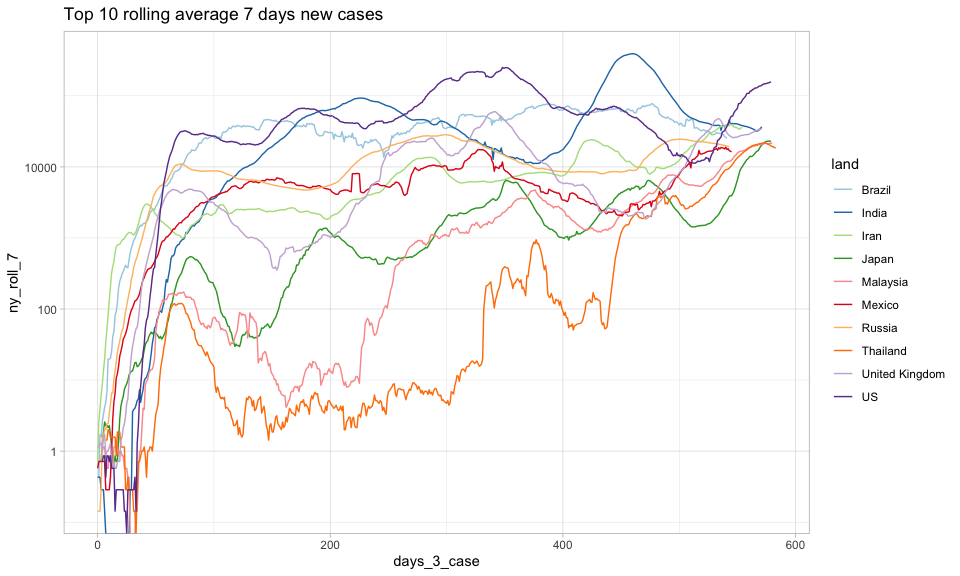 Top 10 rolling average 7 days new cases
ny_roll_7
10000
100
1
0
200
400
600
days_3_case
land
Brazil
India
Iran
Japan
Malaysia
Mexico
Russia
Thailand
United Kingdom
US